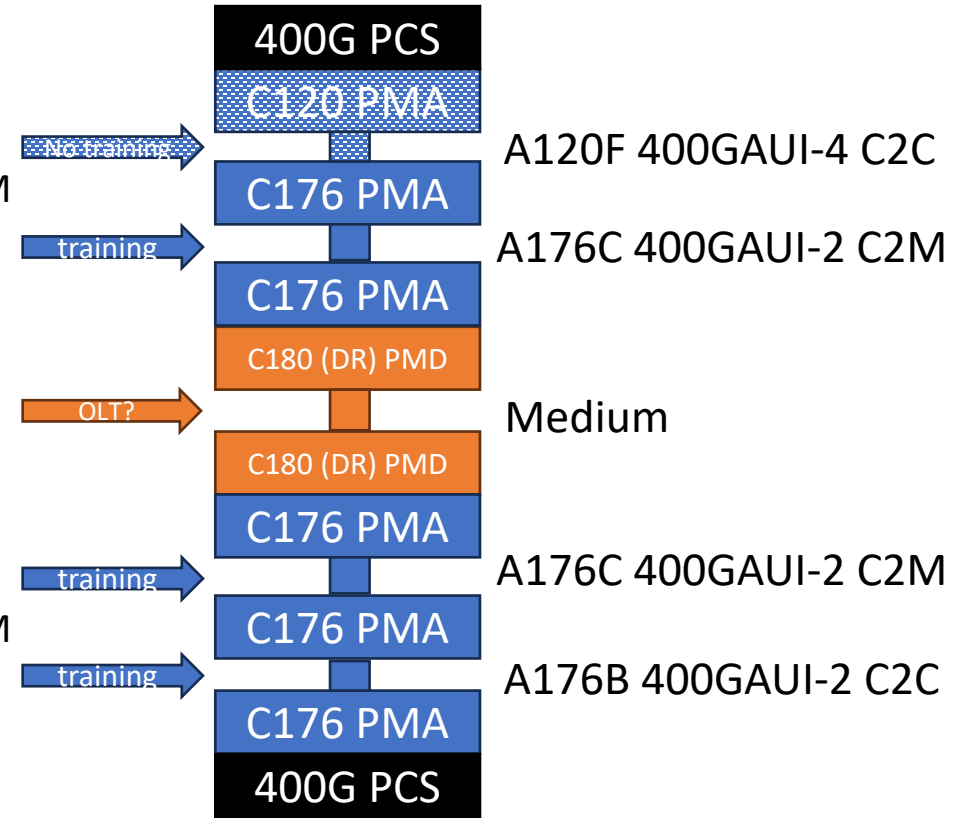 400G PCS
C120 PMA
No training
A120F 400GAUI-4 C2C
M
C176 PMA
training
A176C 400GAUI-2 C2M
C176 PMA
C180 (DR) PMD
OLT?
Medium
C180 (DR) PMD
C176 PMA
training
A176C 400GAUI-2 C2M
M
C176 PMA
training
A176B 400GAUI-2 C2C
C176 PMA
400G PCS